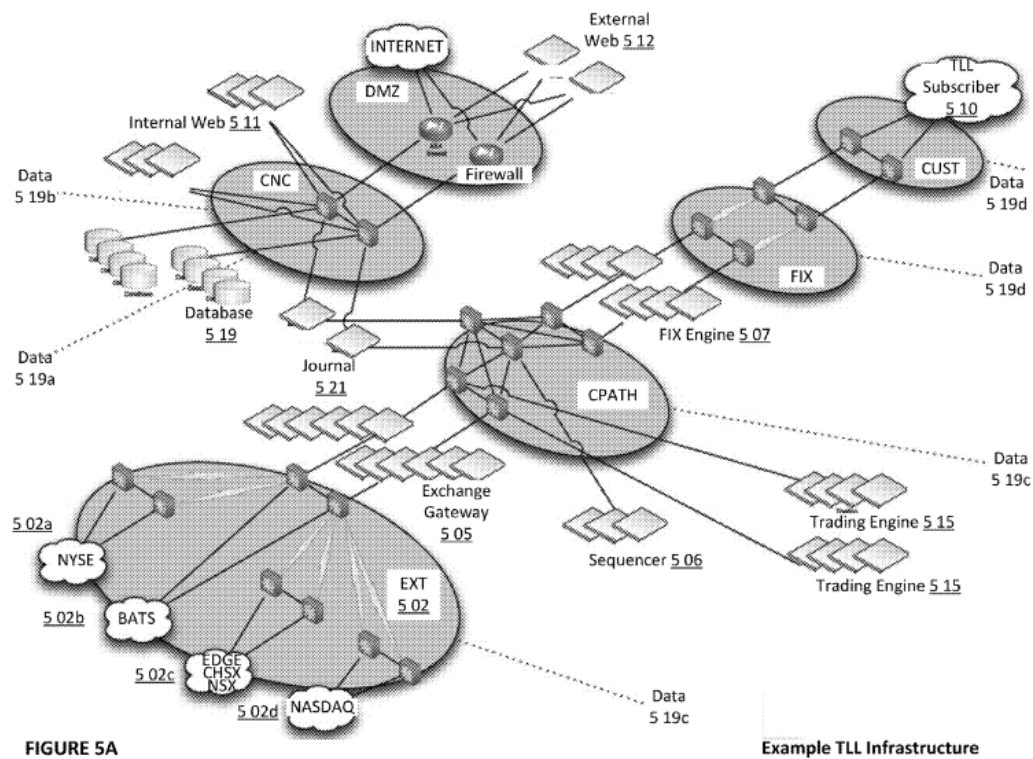 INTERNET
External
Web 5 12
DMZ
TLL
Subscriber
5 10
Internal Web 5 11
Firewall
CUST
Data
5 19b
CNC
Data
5 19d
FIX
Data
5 19d
Database
5 19
FIX Engine 5 07
Data
5 19a
Journal
5 21
CPATH
Data
5 19c
Exchange
Gateway
5 05
Trading Engine 5 15
5 02a
NYSE
Sequencer 5 06
Trading Engine 5 15
EXT
5 02
5 02b
BATS
5 02c
EDGE
CHSX
NSX
5 02d
NASDAQ
Data
5 19c
FIGURE 5A
Example TLL Infrastructure